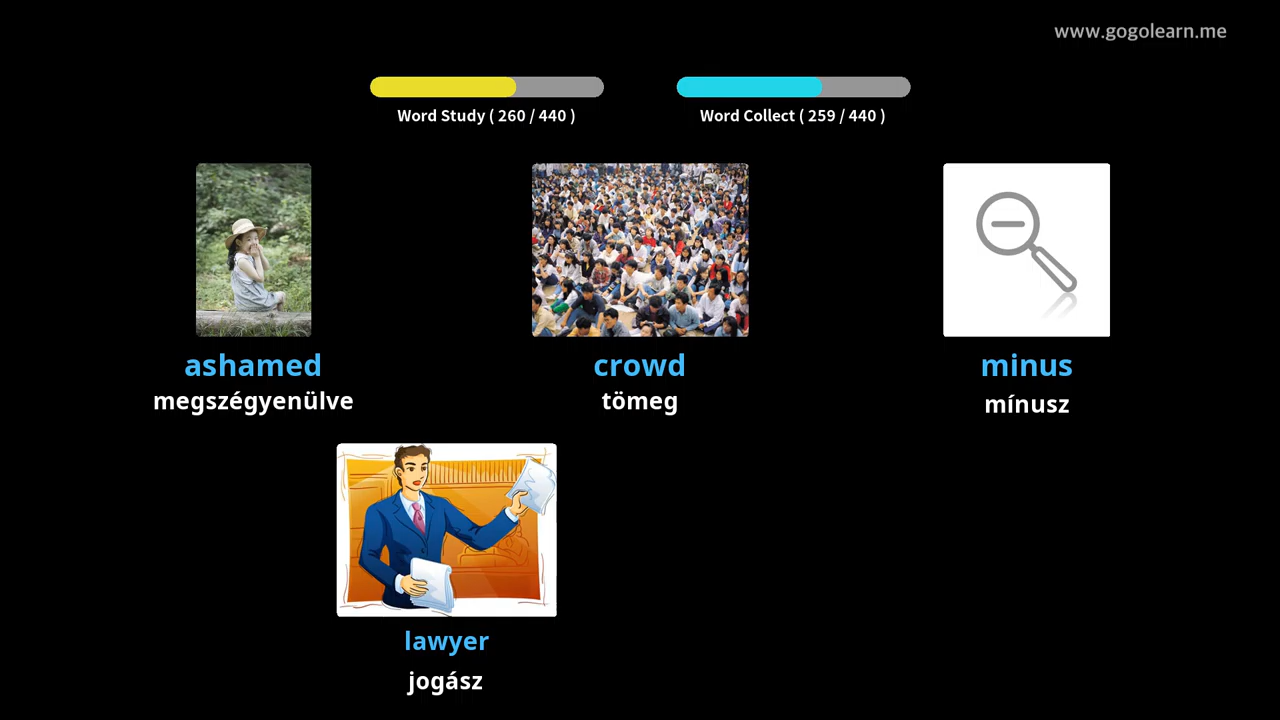 www.gogolearn.me
Word Study ( 260 / 440 )
Word Collect ( 259 / 440 )
ashamed
megszégyenülve
crowd
tömeg
minus
mínusz
lawyer
jogász